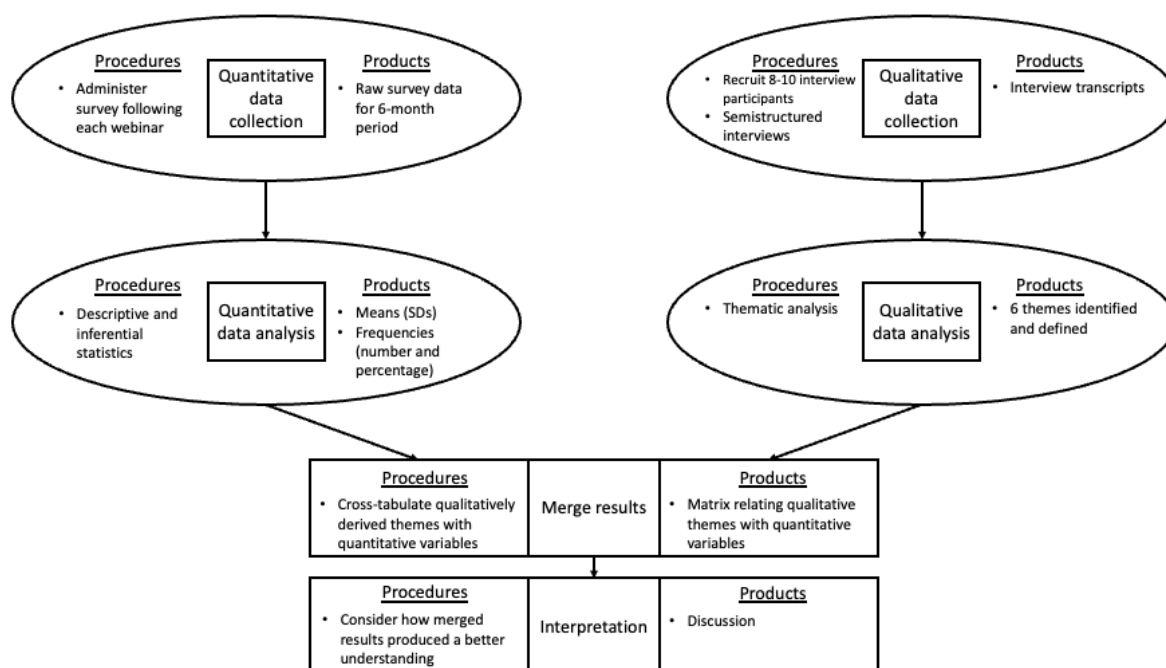 Procedures
• Administer
survey following
each webinar
Quantitative
data
collection
Products
• Raw survey data
for 6-month
period
Procedures
• Recruit 8-10 interview
participants
• Semistructured
interviews
Qualitative
data
collection
Products
• Interview transcripts
Procedures
• Descriptive and
inferential
statistics
Quantitative
data analysis
Products
• Means (SDs)
• Frequencies
(number and
percentage)
Procedures
• Thematic analysis
Qualitative
data analysis
Products
• 6 themes identified
and defined
Procedures
• Cross-tabulate qualitatively
derived themes with
quantitative variables
Merge results
Products
• Matrix relating qualitative
themes with quantitative
variables
Procedures
• Consider how merged
results produced a better
understanding
Interpretation
Products
• Discussion